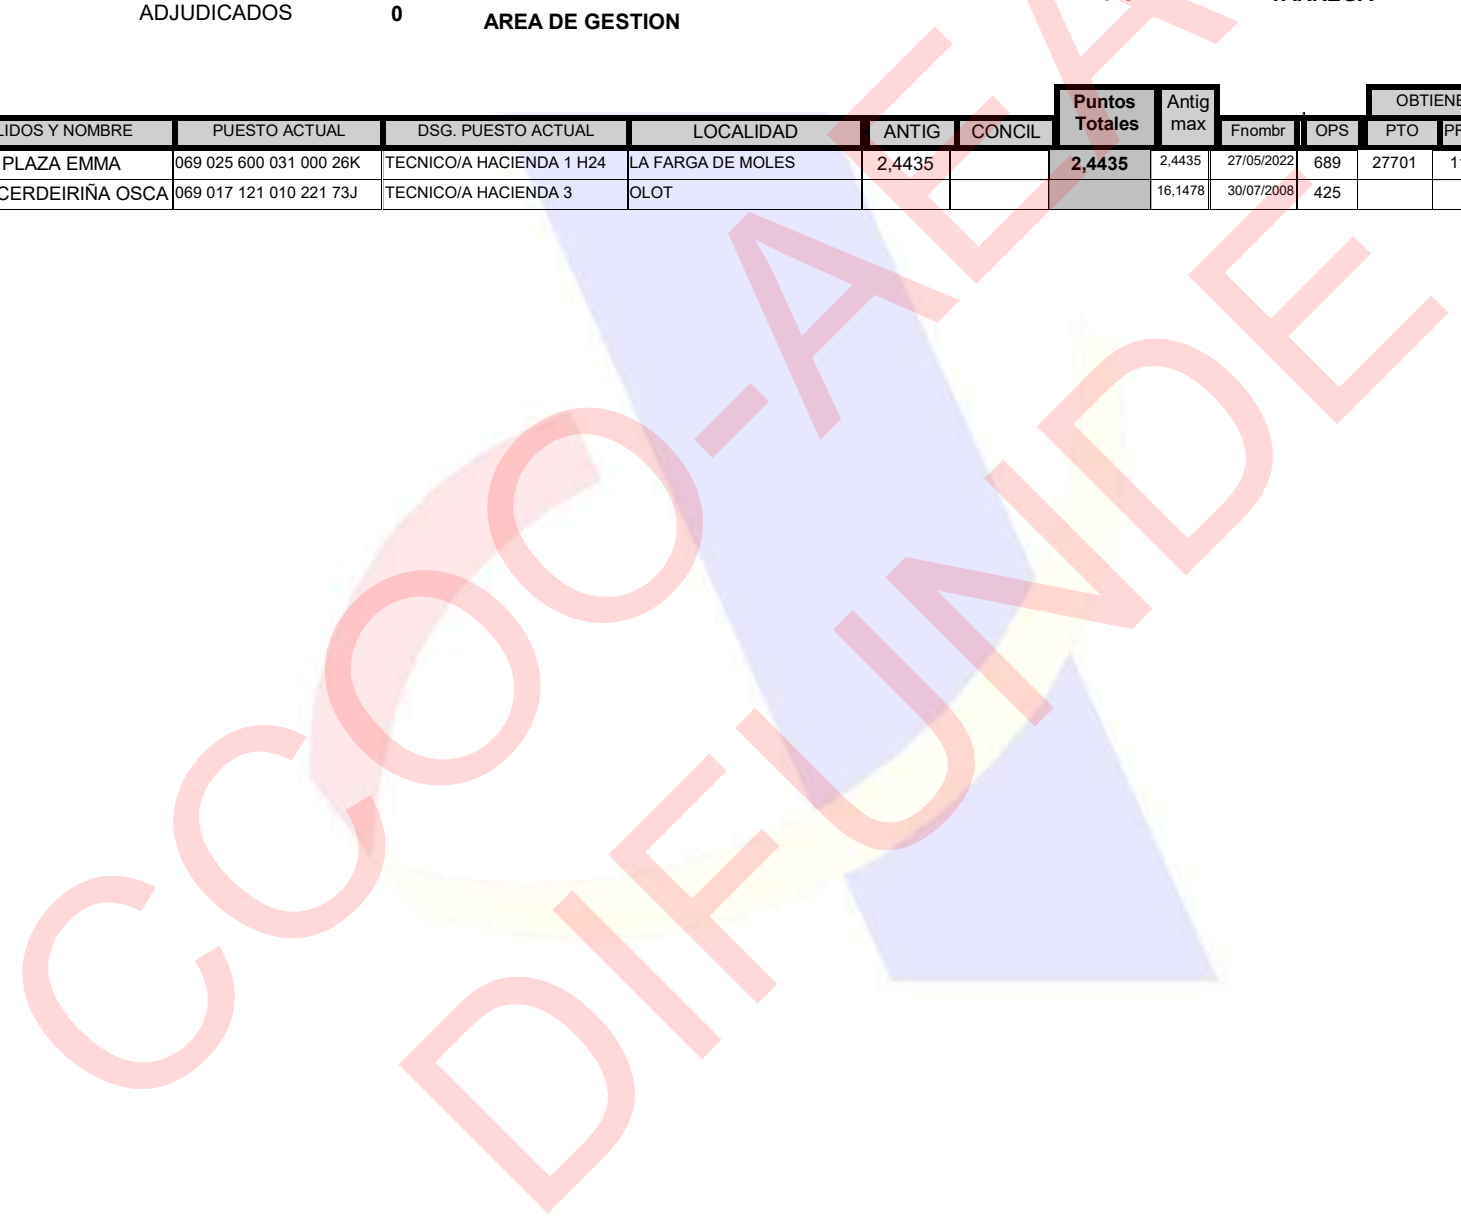 ADJUDICADOS 0 AREA DE GESTION
Puntos Totales Antig max OBTIENE
LIDOS Y NOMBRE PUESTO ACTUAL DSG. PUESTO ACTUAL LOCALIDAD ANTIG CONCIL Fnombr OPS PTO PR
PLAZA EMMA 069 025 600 031 000 26K TECNICO/A HACIENDA 1 H24 LA FARGA DE MOLES 2,4435 2,4435 2,4435 27/05/2022 689 27701 11
CERDEIRIÑA OSCA 069 017 121 010 221 73J TECNICO/A HACIENDA 3 OLOT 16,1478 30/07/2008 425
CCOO-AEA
DIFUNDE